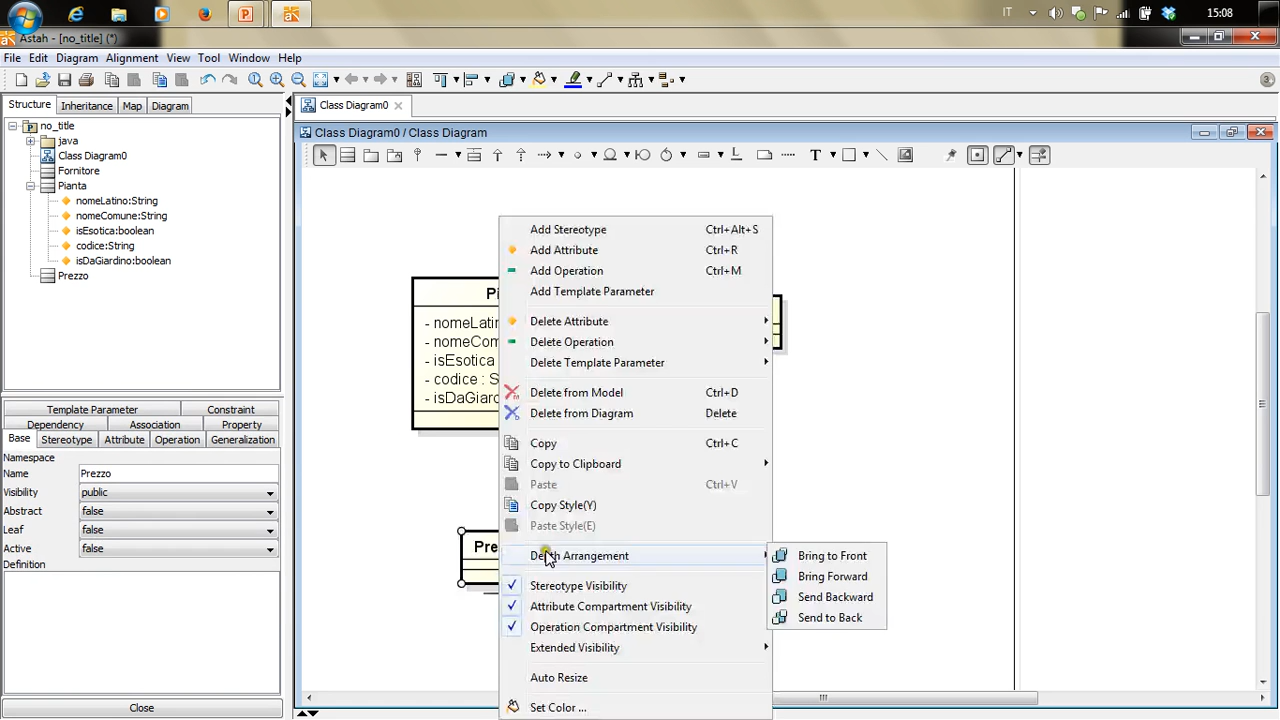 IT 15:08
Astah - [no_title] (*)
File Edit Diagram Alignment View Tool Window Help
3
Structure Inheritance Map Diagram
Class Diagram0
no_title
java
Class Diagram0
Fornitore
Pianta
nomeLatino:String
nomeComune:String
isEsotica:boolean
codice:String
isDaGiardino:boolean
Prezzo
Template Parameter Constraint
Dependency Association Property
Base Stereotype Attribute Operation Generalization
Namespace
Name Prezzo
Visibility public
Abstract false
Leaf false
Active false
Definition
Close
Class Diagram0 / Class Diagram
T
Pi
- nomeLatin
- nomeCom
- isEsotica
- codice : S
- isDaGiard
Pre
Add Stereotype Ctrl+Alt+S
Add Attribute Ctrl+R
Add Operation Ctrl+M
Add Template Parameter
Delete Attribute
Delete Operation
Delete Template Parameter
Delete from Model Ctrl+D
Delete from Diagram Delete
Copy Ctrl+C
Copy to Clipboard
Paste Ctrl+V
Copy Style(Y)
Paste Style(E)
Depth Arrangement
Stereotype Visibility
Attribute Compartment Visibility
Operation Compartment Visibility
Extended Visibility
Auto Resize
Set Color ...
Bring to Front
Bring Forward
Send Backward
Send to Back